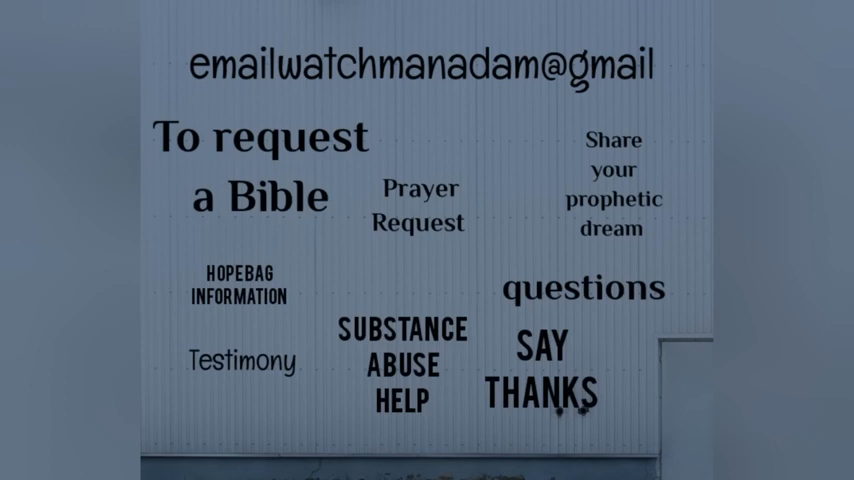 emailwatchmanadam@gmail
To request
a Bible
Prayer
Request
Share
your
prophetic
dream
HOPEBAG
INFORMATION
questions
Testimony
SUBSTANCE
ABUSE
HELP
SAY
THANKS